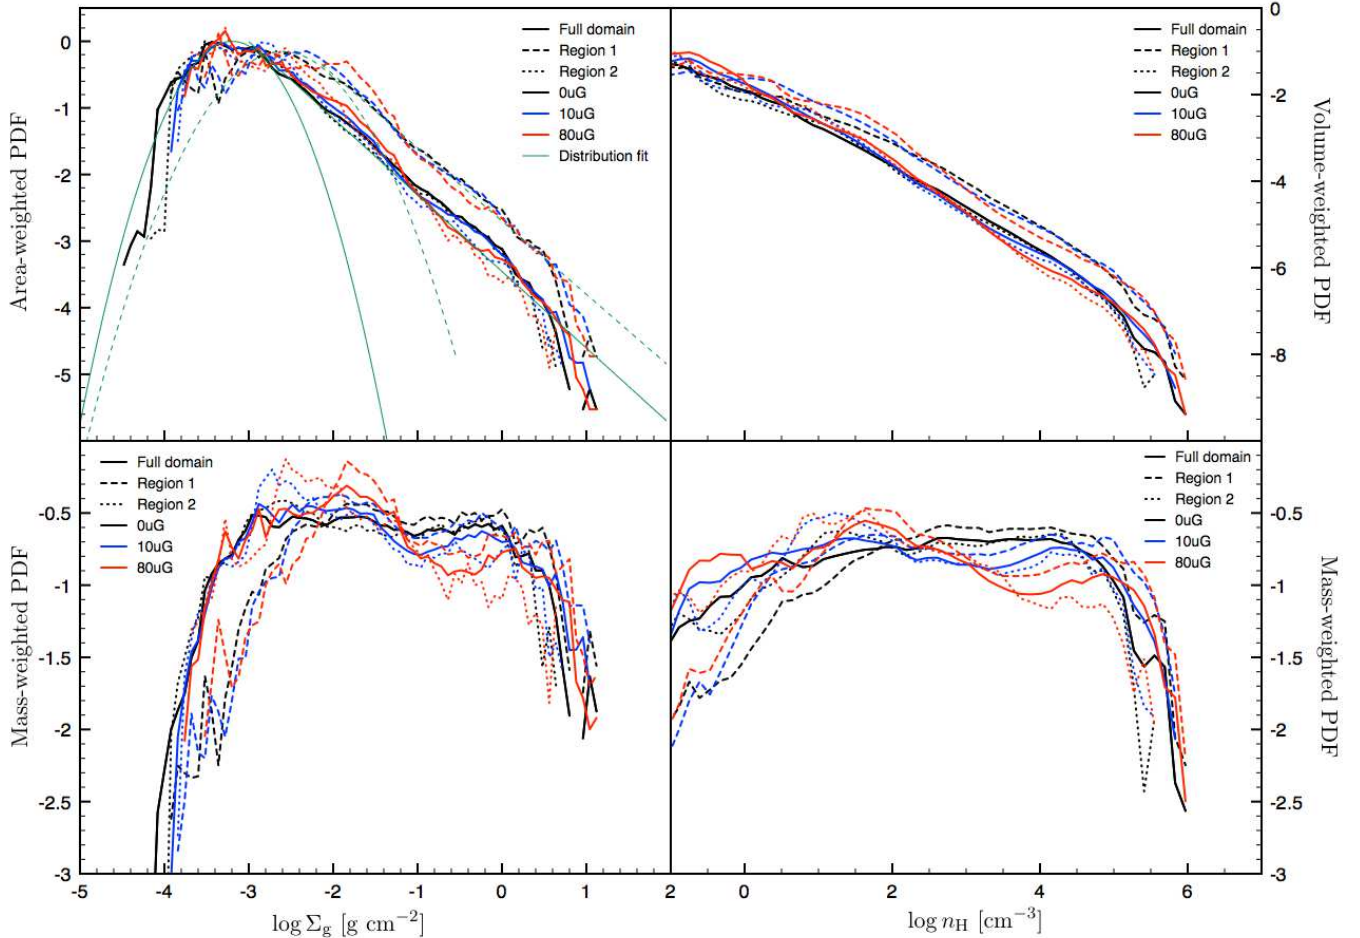 0
-1
-2
-3
-4
-5
Area-weighted PDF
Full domain
Region 1
Region 2
0uG
10uG
80uG
Distribution fit
Full domain
Region 1
Region 2
0uG
10uG
80uG
0
-2
-4
-6
-8
Volume-weighted PDF
-0.5
-1
-1.5
-2
-2.5
-3
Mass-weighted PDF
Full domain
Region 1
Region 2
0uG
10uG
80uG
Full domain
Region 1
Region 2
0uG
10uG
80uG
-0.5
-1
-1.5
-2
-2.5
-3
Mass-weighted PDF
-5 -4 -3 -2 -1 0 1 2 0 2 4 6 8
log Σg [g cm−2] log nH [cm−3]